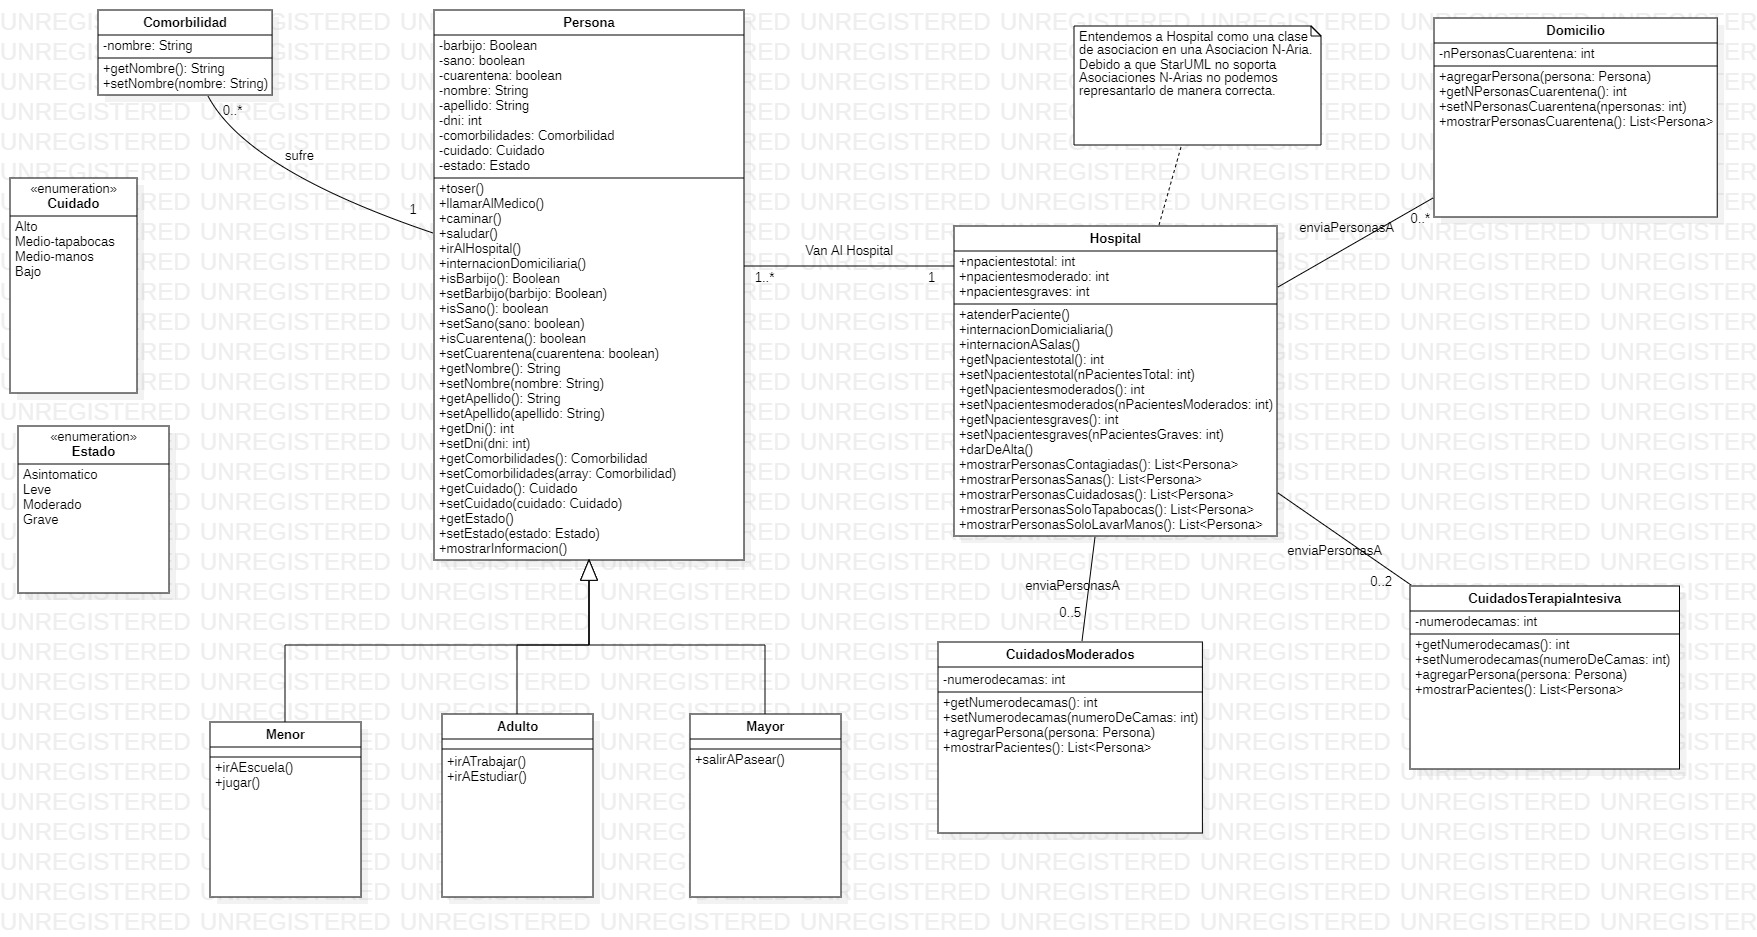 Comorbilidad
-nombre: String
+getNombre(): String
+setNombre(nombre: String)
0..*
sufre
1
«enumeration»
Cuidado
Alto
Medio-tapabocas
Medio-manos
Bajo
«enumeration»
Estado
Asintomatico
Leve
Moderado
Grave
Persona
-barbijo: Boolean
-sano: boolean
-cuarentena: boolean
-nombre: String
-apellido: String
-dni: int
-comorbilidades: Comorbilidad
-cuidado: Cuidado
-estado: Estado
+toser()
+llamarAlMedico()
+caminar()
+saludar()
+irAlHospital()
+internacionDomiciliaria()
+isBarbijo(): Boolean
+setBarbijo(barbijo: Boolean)
+isSano(): boolean
+setSano(sano: boolean)
+isCuarentena(): boolean
+setCuarentena(cuarentena: boolean)
+getNombre(): String
+setNombre(nombre: String)
+getApellido(): String
+setApellido(apellido: String)
+getDni(): int
+setDni(dni: int)
+getComorbilidades(): Comorbilidad
+setComorbilidades(array: Comorbilidad)
+getCuidado(): Cuidado
+setCuidado(cuidado: Cuidado)
+getEstado()
+setEstado(estado: Estado)
+mostrarInformacion()
Van Al Hospital
1..*
1
Entendemos a Hospital como una clase
de asociacion en una Asociacion N-Aria.
Debido a que StarUML no soporta
Asociaciones N-Arias no podemos
represantarlo de manera correcta.
Hospital
+npacientestotal: int
+npacientesmoderado: int
+npacientesgraves: int
+atenderPaciente()
+internacionDomicialiaria()
+internacionASalas()
+getNpacientestotal(): int
+setNpacientestotal(nPacientesTotal: int)
+getNpacientesmoderados(): int
+setNpacientesmoderados(nPacientesModerados: int)
+getNpacientesgraves(): int
+setNpacientesgraves(nPacientesGraves: int)
+darDeAlta()
+mostrarPersonasContagiadas(): List<Persona>
+mostrarPersonasSanas(): List<Persona>
+mostrarPersonasCuidadosas(): List<Persona>
+mostrarPersonasSoloTapabocas(): List<Persona>
+mostrarPersonasSoloLavarManos(): List<Persona>
Domicilio
-nPersonasCuarentena: int
+agregarPersona(persona: Persona)
+getNPersonasCuarentena(): int
+setNPersonasCuarentena(npersonas: int)
+mostrarPersonasCuarentena(): List<Persona>
enviaPersonasA
0..*
enviaPersonasA
0..2
enviaPersonasA
0..5
CuidadosTerapiaIntesiva
-numerodecamas: int
+getNumerodecamas(): int
+setNumerodecamas(numeroDeCamas: int)
+agregarPersona(persona: Persona)
+mostrarPacientes(): List<Persona>
CuidadosModerados
-numerodecamas: int
+getNumerodecamas(): int
+setNumerodecamas(numeroDeCamas: int)
+agregarPersona(persona: Persona)
+mostrarPacientes(): List<Persona>
Menor
+irAEscuela()
+jugar()
Adulto
+irATrabajar()
+irAEstudiar()
Mayor
+salirAPasear()
UNREGISTERED